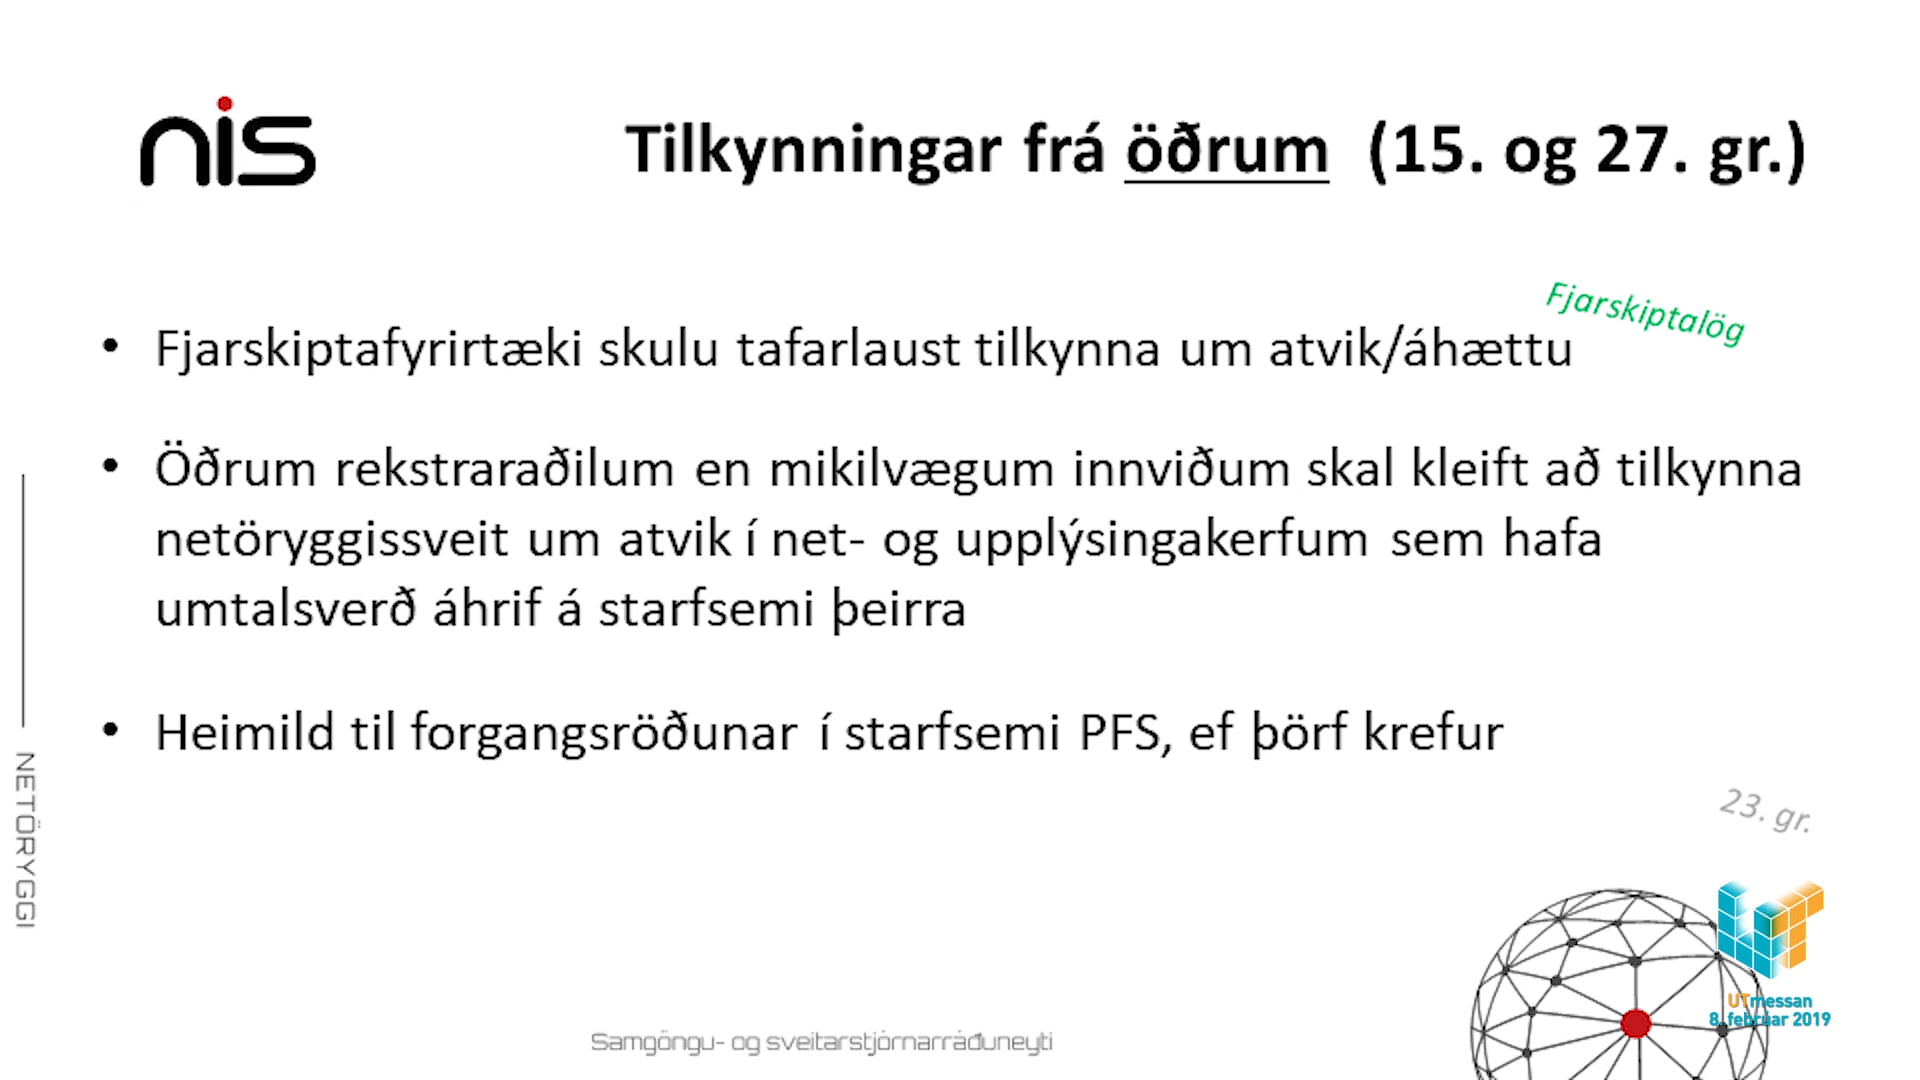 nis
Tilkynningar frá öðrum (15. og 27. gr.)
Fjarskiptalög
• Fjarskiptafyrirtæki skulu tafarlaust tilkynna um atvik/áhættu
• Öðrum rekstraraðilum en mikilvægum innviðum skal kleift að tilkynna
netöryggissveit um atvik í net- og upplýsingakerfum sem hafa
umtalsverð áhrif á starfsemi þeirra
• Heimild til forgangsröðunar í starfsemi PFS, ef þörf krefur
23. gr.
NETÖRYGGI
UTmessan
8. febrúar 2019
Samgöngu- og sveitarstjórnarráðuneyti